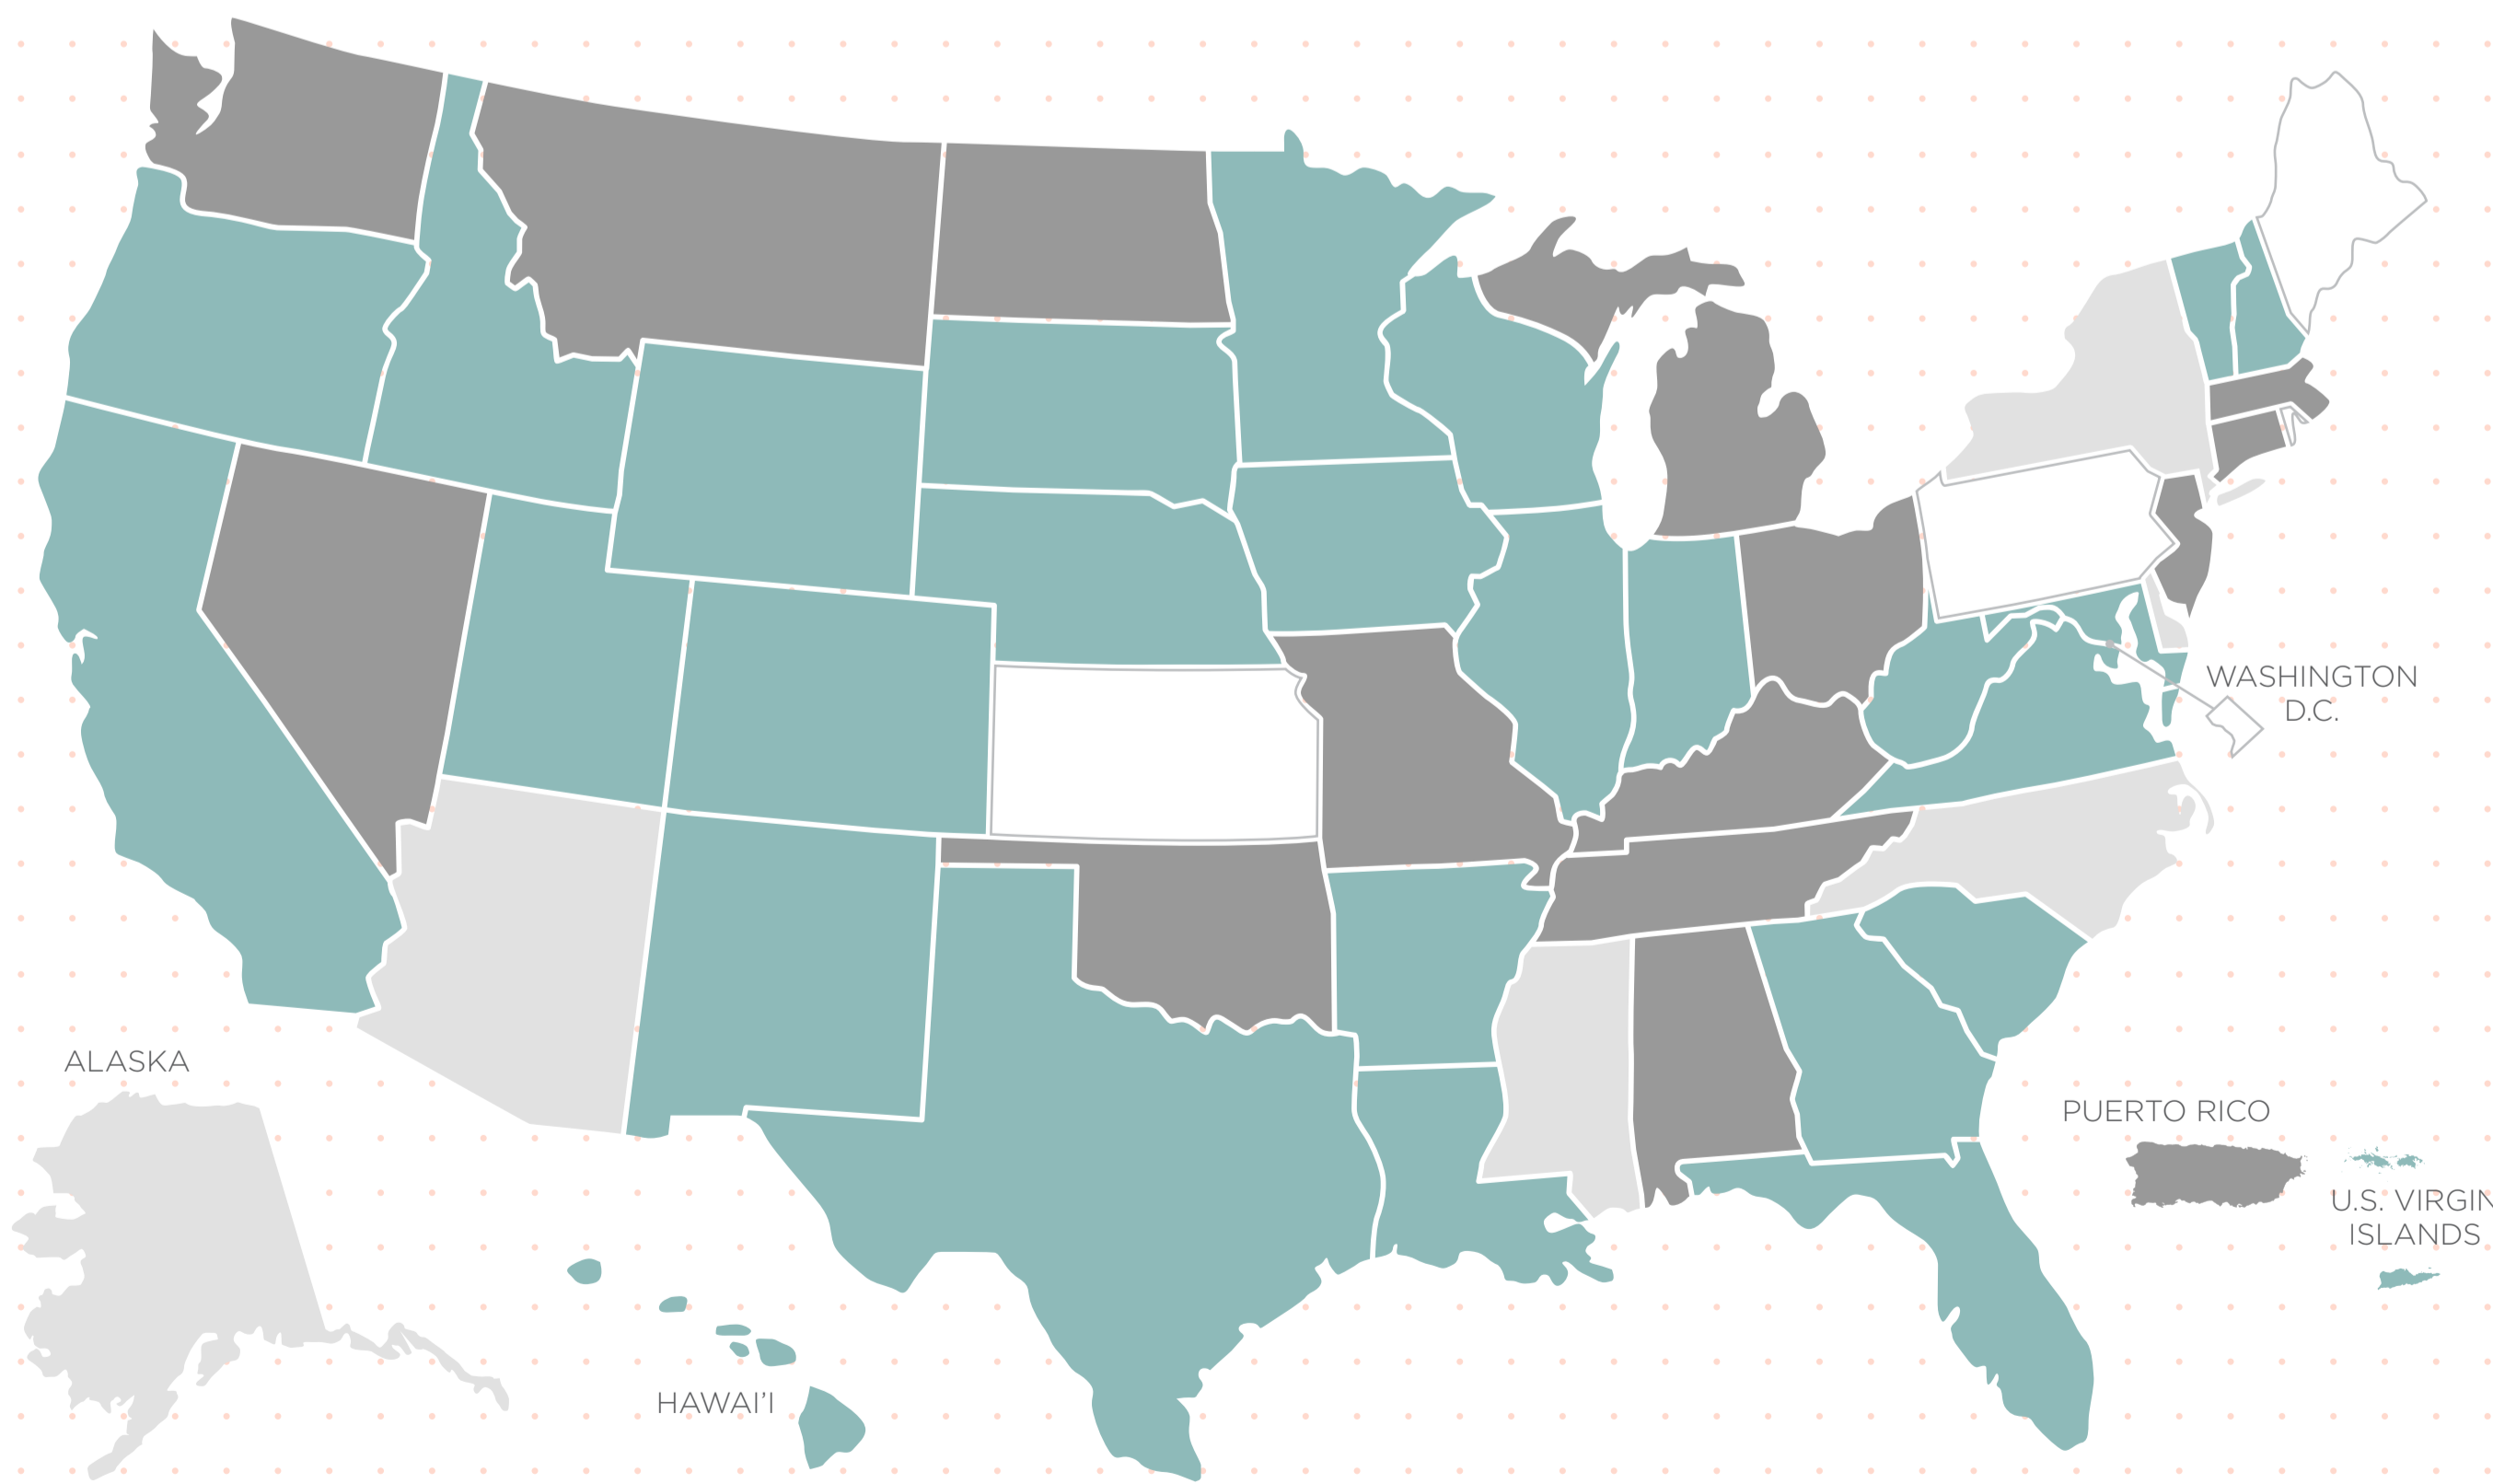 WASHINGTON
D.C.
ALASKA
PUERTO RICO
U.S. VIRGIN
ISLANDS
HAWAI'I